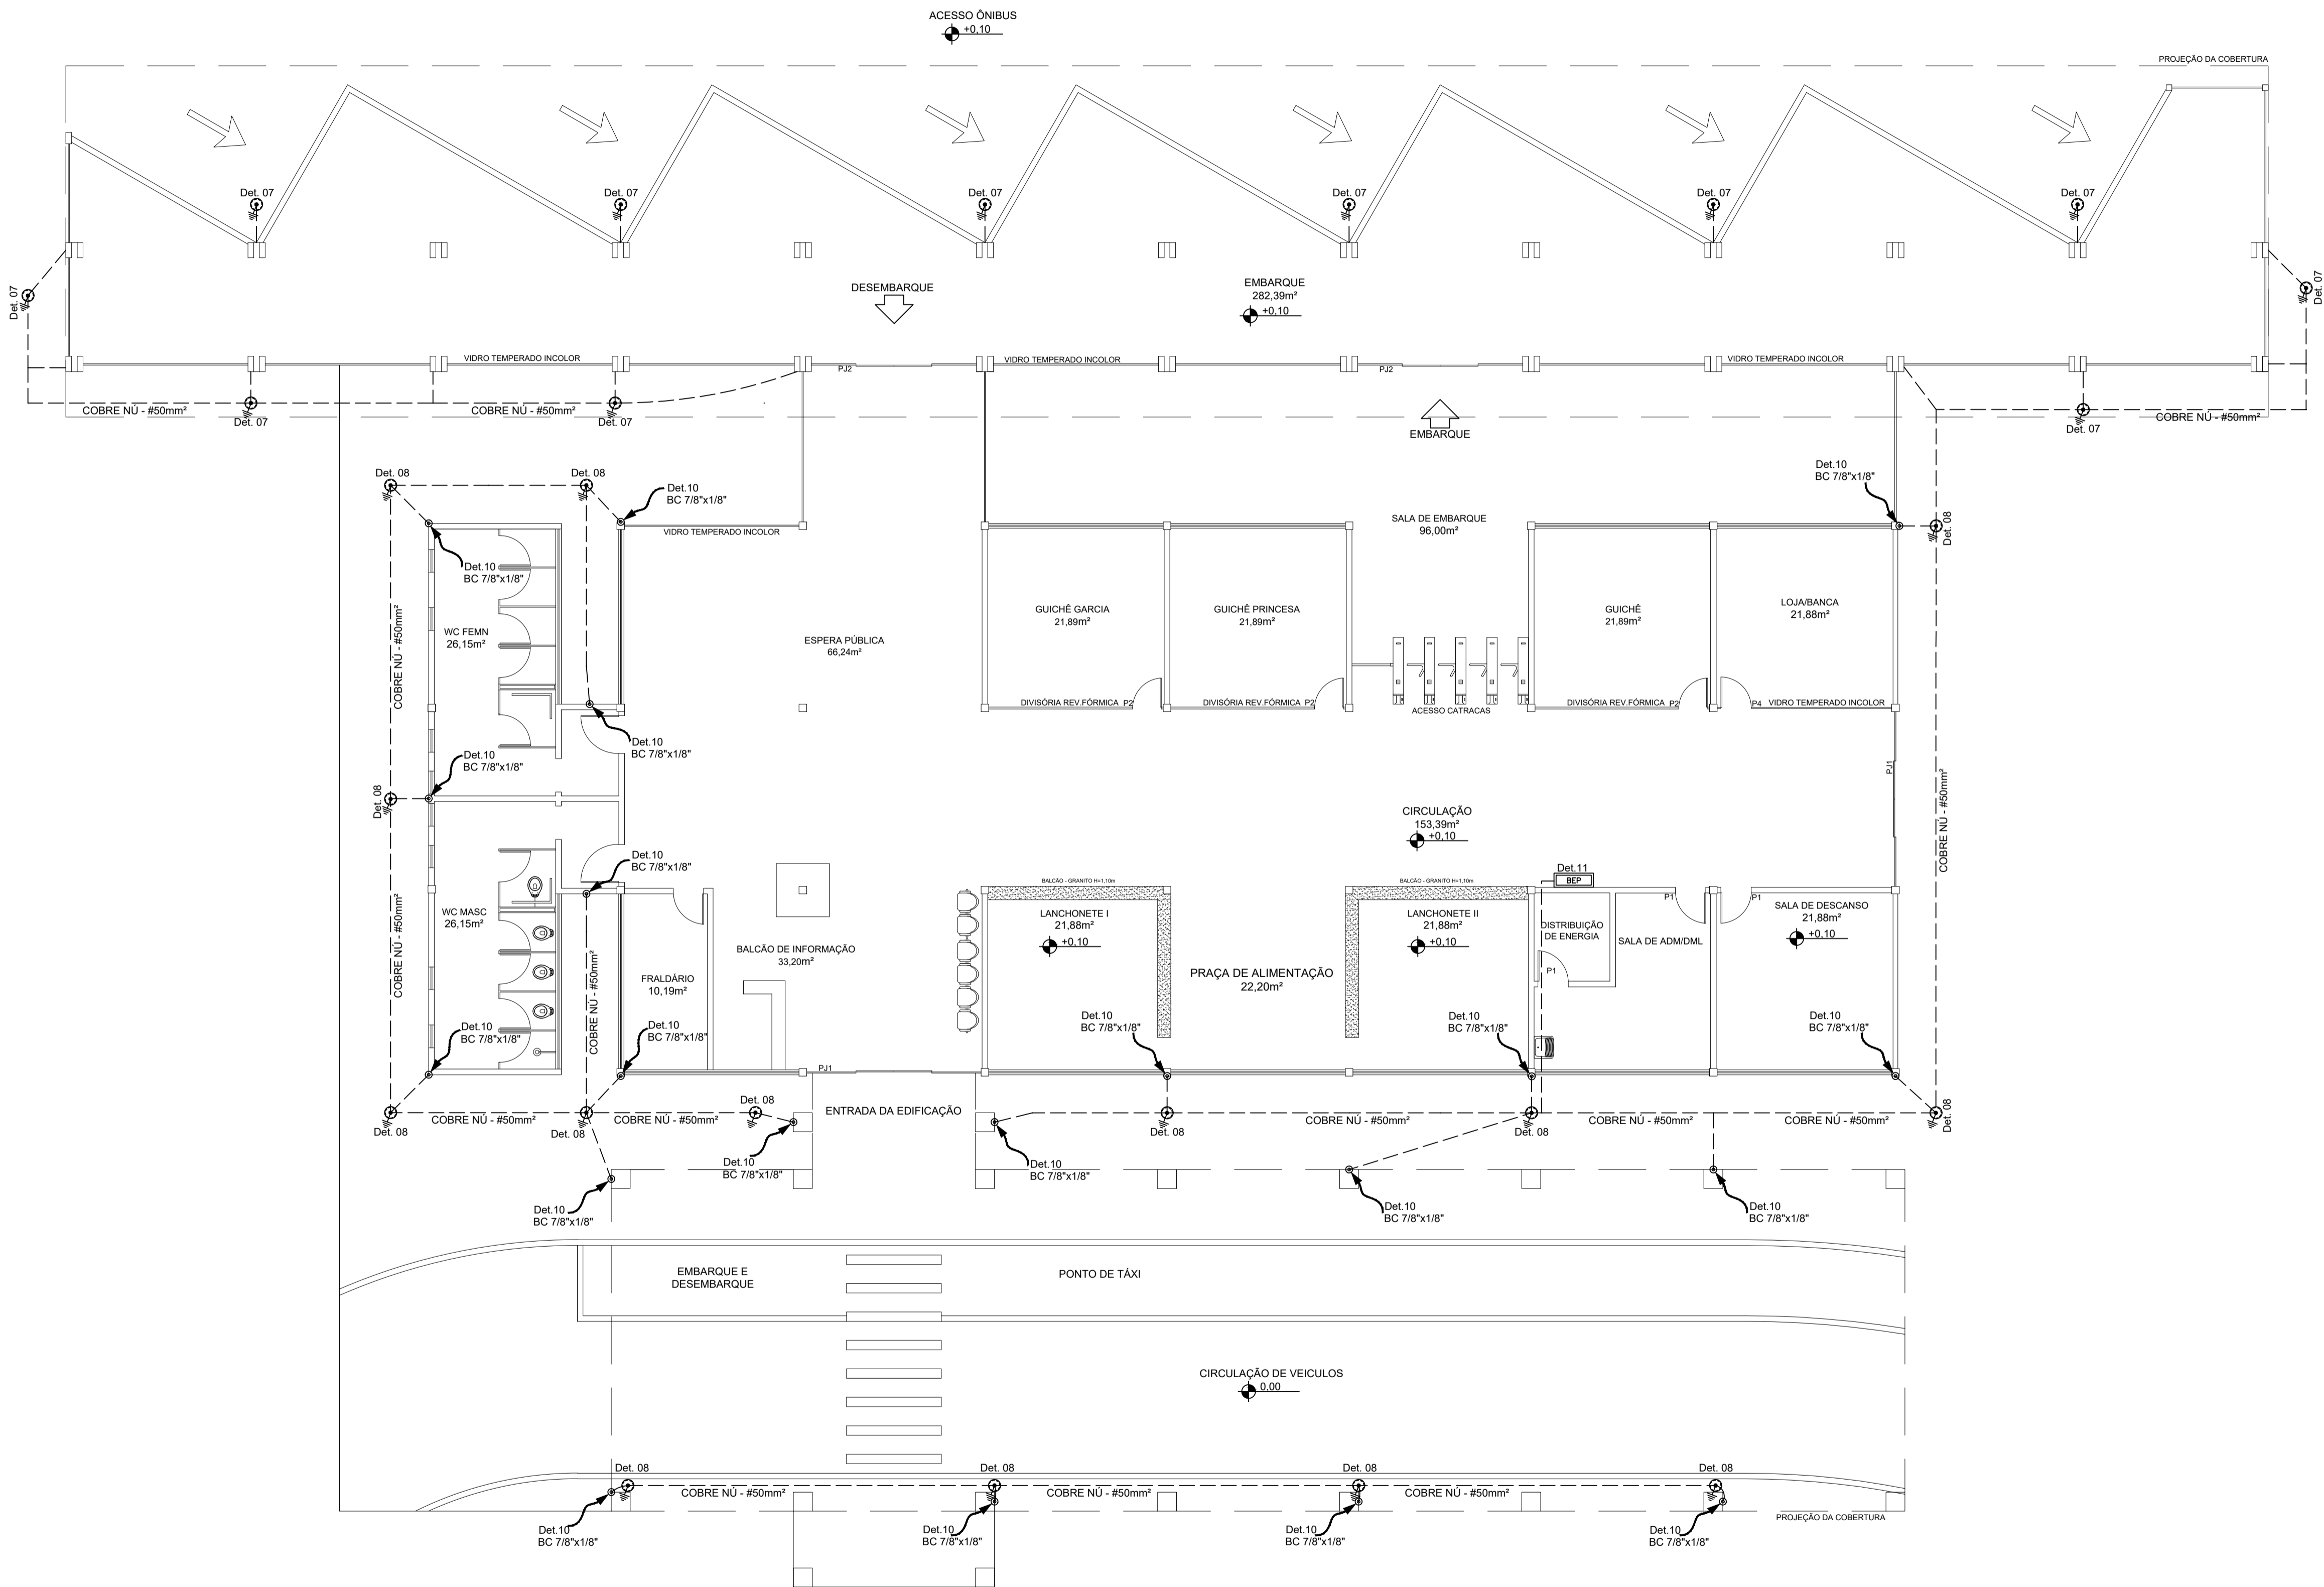 ACESSO ÔNIBUS
+0,10
PROJEÇÃO DA COBERTURA
Det. 07
Det. 07
Det. 07
Det. 07
Det. 07
Det. 07
Det. 07
Det. 07
DESEMBARQUE
EMBARQUE
282,39m²
+0,10
VIDRO TEMPERADO INCOLOR
PJ2
VIDRO TEMPERADO INCOLOR
PJ2
VIDRO TEMPERADO INCOLOR
COBRE NÚ - #50mm²
Det. 07
COBRE NÚ - #50mm²
Det. 07
EMBARQUE
Det. 07
COBRE NÚ - #50mm²
Det. 08
Det. 08
Det.10
BC 7/8"x1/8"
VIDRO TEMPERADO INCOLOR
Det.10
BC 7/8"x1/8"
SALA DE EMBARQUE
96,00m²
Det.10
BC 7/8"x1/8"
Det. 08
COBRE NÚ - #50mm²
WC FEMN
26,15m²
ESPERA PÚBLICA
66,24m²
GUICHÊ GARCIA
21,89m²
GUICHÊ PRINCESA
21,89m²
GUICHÊ
21,89m²
LOJA/BANCA
21,88m²
DIVISÓRIA REV.FÓRMICA P2
DIVISÓRIA REV.FÓRMICA P2
ACESSO CATRACAS
DIVISÓRIA REV.FÓRMICA P2
P4 VIDRO TEMPERADO INCOLOR
Det.10
BC 7/8"x1/8"
Det.10
BC 7/8"x1/8"
Det. 08
PJ1
COBRE NÚ - #50mm²
CIRCULAÇÃO
153,39m²
+0,10
Det.10
BC 7/8"x1/8"
Det.11
BEP
BALCÃO - GRANITO H=1,10m
BALCÃO - GRANITO H=1,10m
COBRE NÚ - #50mm²
WC MASC
26,15m²
COBRE NÚ - #50mm²
FRALDÁRIO
10,19m²
BALCÃO DE INFORMAÇÃO
33,20m²
LANCHONETE I
21,88m²
+0,10
PRAÇA DE ALIMENTAÇÃO
22,20m²
LANCHONETE II
21,88m²
+0,10
DISTRIBUIÇÃO
DE ENERGIA
P1
SALA DE ADM/DML
P1
P1
SALA DE DESCANSO
21,88m²
+0,10
Det.10
BC 7/8"x1/8"
Det.10
BC 7/8"x1/8"
Det.10
BC 7/8"x1/8"
Det.10
BC 7/8"x1/8"
Det.10
BC 7/8"x1/8"
PJ1
Det. 08
COBRE NÚ - #50mm²
Det. 08
COBRE NÚ - #50mm²
Det. 08
ENTRADA DA EDIFICAÇÃO
Det. 08
COBRE NÚ - #50mm²
Det. 08
COBRE NÚ - #50mm²
COBRE NÚ - #50mm²
Det. 08
Det.10
BC 7/8"x1/8"
Det.10
BC 7/8"x1/8"
Det.10
BC 7/8"x1/8"
Det.10
BC 7/8"x1/8"
Det.10
BC 7/8"x1/8"
EMBARQUE E
DESEMBARQUE
PONTO DE TÁXI
CIRCULAÇÃO DE VEICULOS
0,00
Det. 08
COBRE NÚ - #50mm²
Det. 08
COBRE NÚ - #50mm²
Det. 08
COBRE NÚ - #50mm²
Det. 08
PROJEÇÃO DA COBERTURA
Det.10
BC 7/8"x1/8"
Det.10
BC 7/8"x1/8"
Det.10
BC 7/8"x1/8"
Det.10
BC 7/8"x1/8"